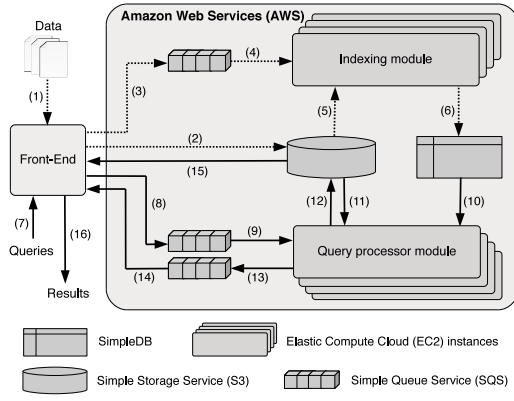 Data
Amazon Web Services (AWS)
(1)
(3)
(4)
Indexing module
(2)
(5)
(6)
Front-End
(15)
(8)
(12)
(11)
(10)
(7)
(16)
(9)
Queries
Query processor module
(14)
(13)
Results
SimpleDB
Elastic Compute Cloud (EC2) instances
Simple Storage Service (S3)
Simple Queue Service (SQS)